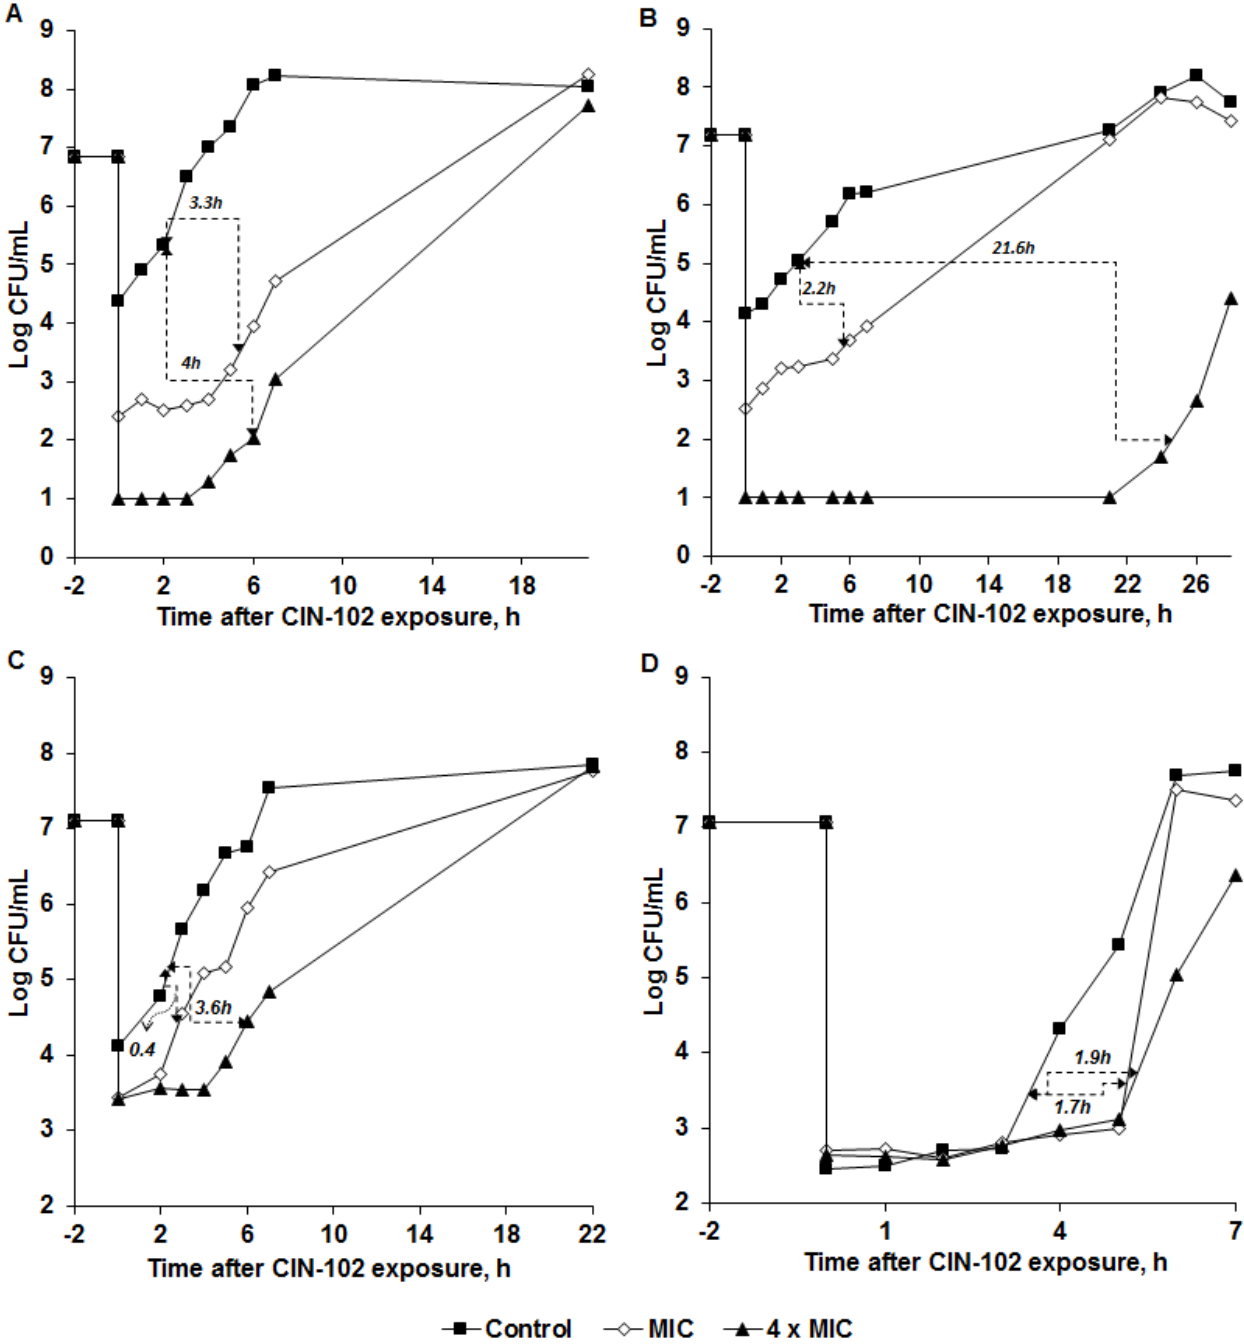 A
9
8
7
6
5
4
3
2
1
0
Log CFU/mL
3.3h
4h
-2 2 6 10 14 18
Time after CIN-102 exposure, h
B
9
8
7
6
5
4
3
2
1
0
Log CFU/mL
21.6h
2.2h
-2 2 6 10 14 18 22 26
Time after CIN-102 exposure, h
C
9
8
7
6
5
4
3
2
Log CFU/mL
3.6h
0.4
-2 2 6 10 14 18 22
Time after CIN-102 exposure, h
D
9
8
7
6
5
4
3
2
Log CFU/mL
1.9h
1.7h
-2 1 4 7
Time after CIN-102 exposure, h
Control MIC 4 x MIC